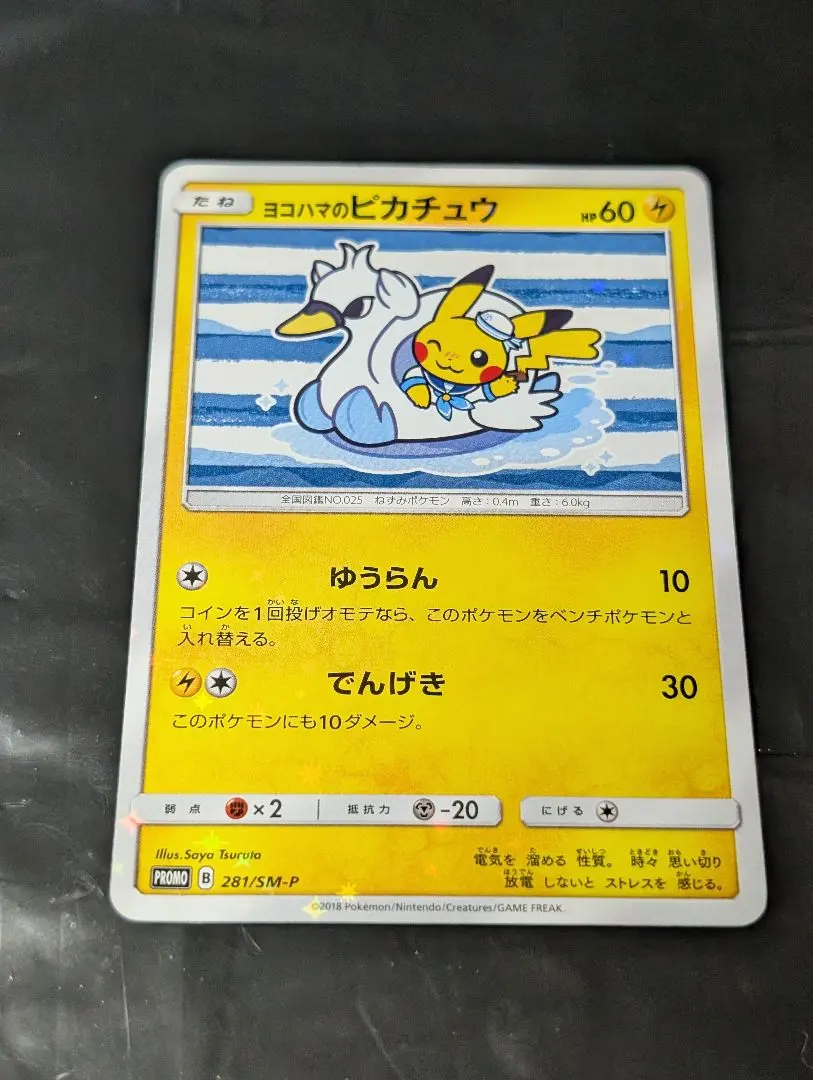 たね ヨコハマのピカチュウ HP60
全国図鑑NO.025 ねずみポケモン 高さ:0.4m 重さ:6.0kg
ゆうらん 10
コインを1回投げオモテなら、このポケモンをベンチポケモンと
入れ替える。
でんげき 30
このポケモンにも10ダメージ。
弱点 ×2 抵抗力 -20 にげる
Illus.Saya Tsuruta
電気を 溜める 性質。 時々 思い切り
放電 しないと ストレスを 感じる。
PROMO B 281/SM-P
©2018 Pokémon/Nintendo/Creatures/GAME FREAK.